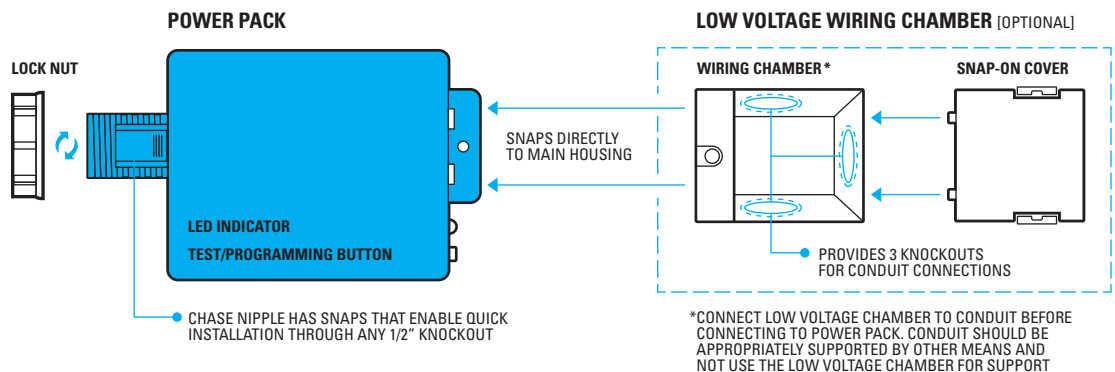 POWER PACK
LOW VOLTAGE WIRING CHAMBER [OPTIONAL]
LOCK NUT
WIRING CHAMBER*
SNAP-ON COVER
SNAPS DIRECTLY
TO MAIN HOUSING
LED INDICATOR
TEST/PROGRAMMING BUTTON
PROVIDES 3 KNOCKOUTS
FOR CONDUIT CONNECTIONS
CHASE NIPPLE HAS SNAPS THAT ENABLE QUICK
INSTALLATION THROUGH ANY 1/2" KNOCKOUT
*CONNECT LOW VOLTAGE CHAMBER TO CONDUIT BEFORE
CONNECTING TO POWER PACK. CONDUIT SHOULD BE
APPROPRIATELY SUPPORTED BY OTHER MEANS AND
NOT USE THE LOW VOLTAGE CHAMBER FOR SUPPORT